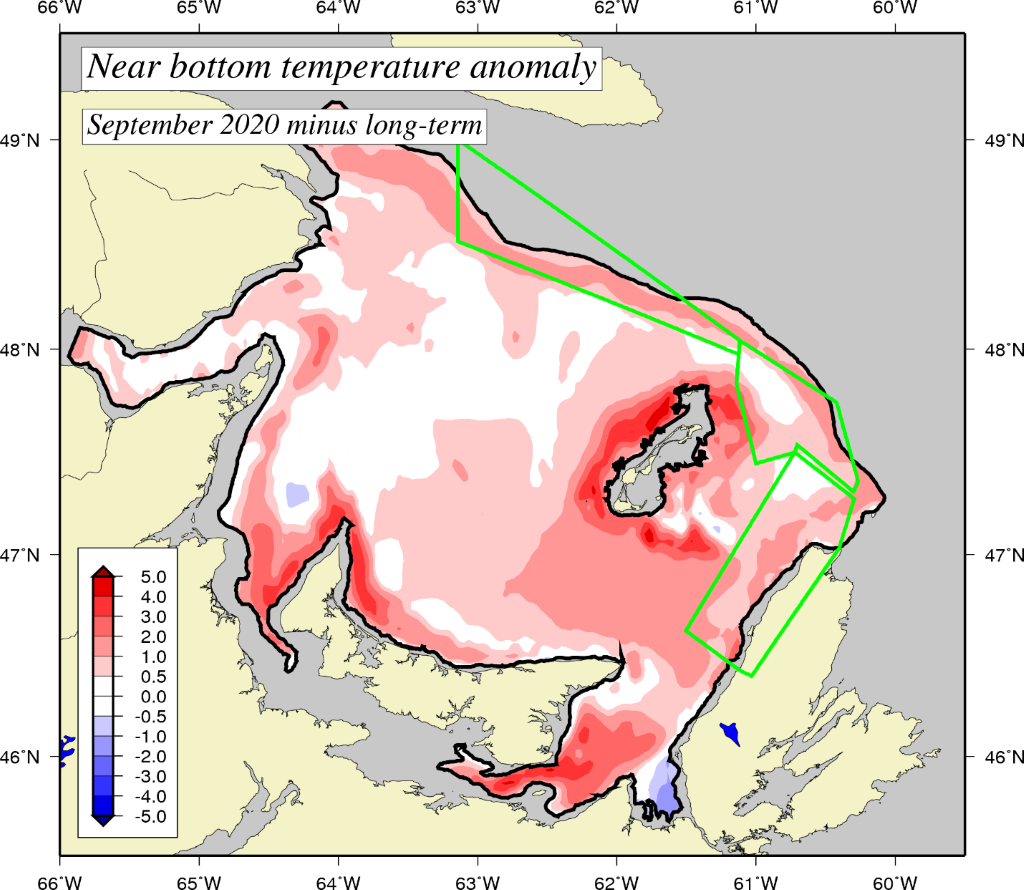 66°W 65°W 64°W 63°W 62°W 61°W 60°W
Near bottom temperature anomaly
September 2020 minus long-term
49°N 49°N
48°N 48°N
47°N 47°N
5.0
4.0
3.0
2.0
1.0
0.5
0.0
-0.5
-1.0
-2.0
-3.0
-4.0
-5.0
46°N 46°N
66°W 65°W 64°W 63°W 62°W 61°W 60°W